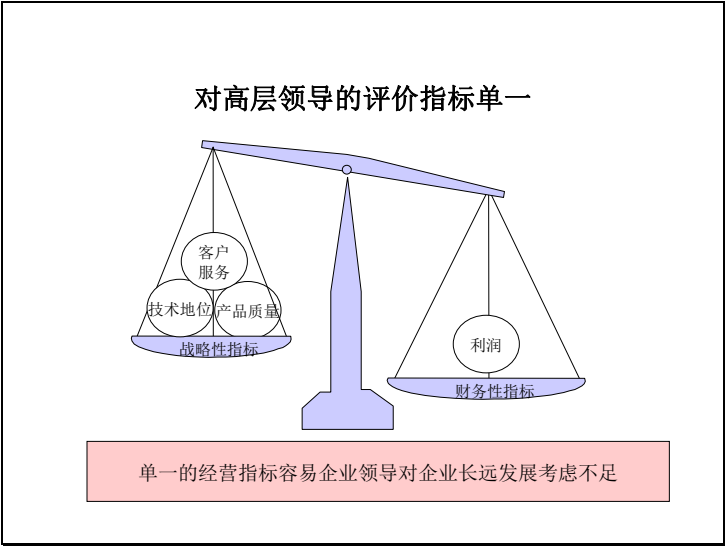 对高层领导的评价指标单一
客户
服务
技术地位
产品质量
战略性指标
利润
财务性指标
单一的经营指标容易企业领导对企业长远发展考虑不足